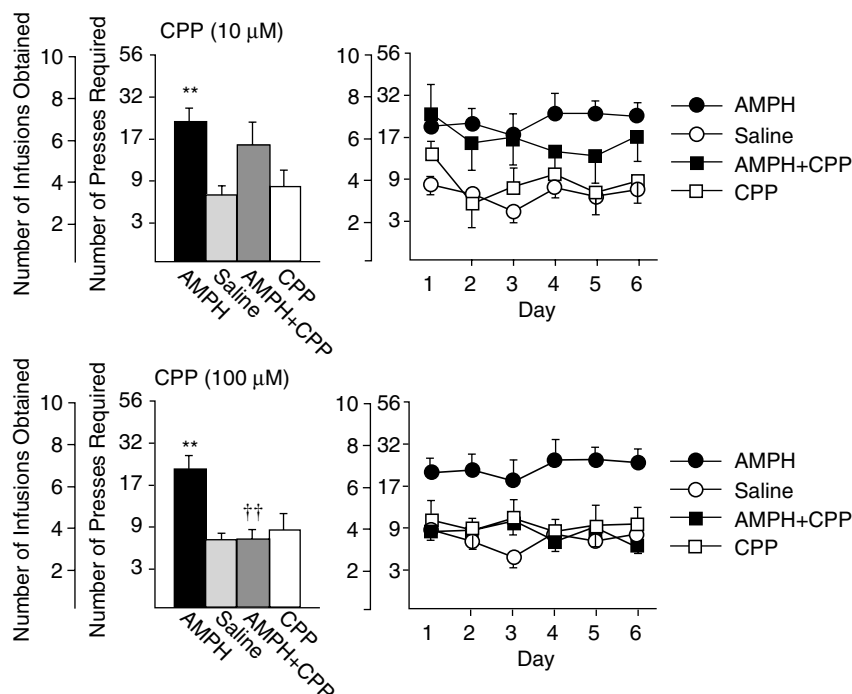 CPP (10 µM)
Number of Infusions Obtained
10
8
6
4
2
Number of Presses Required
56
32
17
9
3
**
AMPH
Saline
AMPH+CPP
CPP
10
8
6
4
2
56
32
17
9
3
1 2 3 4 5 6
Day
AMPH
Saline
AMPH+CPP
CPP
CPP (100 µM)
Number of Infusions Obtained
10
8
6
4
2
Number of Presses Required
56
32
17
9
3
**
††
AMPH
Saline
AMPH+CPP
CPP
10
8
6
4
2
56
32
17
9
3
1 2 3 4 5 6
Day
AMPH
Saline
AMPH+CPP
CPP